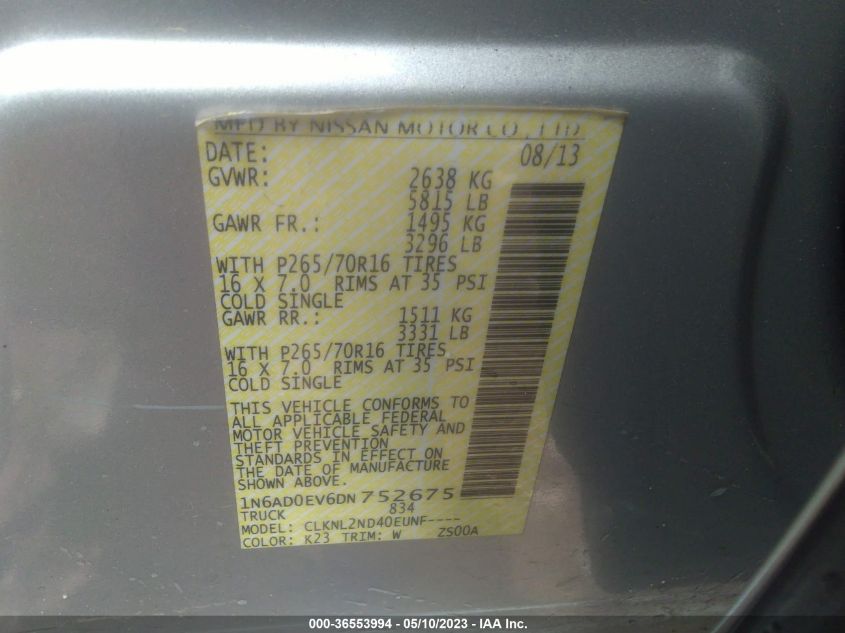 MFD BY NISSAN MOTOR CO., LTD
DATE: 08/13
GVWR: 2638 KG
5815 LB
GAWR FR.: 1495 KG
3296 LB
WITH P265/70R16 TIRES
16 X 7.0 RIMS AT 35 PSI
COLD SINGLE
GAWR RR.: 1511 KG
3331 LB
WITH P265/70R16 TIRES
16 X 7.0 RIMS AT 35 PSI
COLD SINGLE
THIS VEHICLE CONFORMS TO
ALL APPLICABLE FEDERAL
MOTOR VEHICLE SAFETY AND
THEFT PREVENTION
STANDARDS IN EFFECT ON
THE DATE OF MANUFACTURE
SHOWN ABOVE.
1N6AD0EV6DN752675
TRUCK 834
MODEL: CLKNL2ND40EUNF----
COLOR: K23 TRIM: W ZS00A
000-36553994 - 05/10/2023 - IAA Inc.